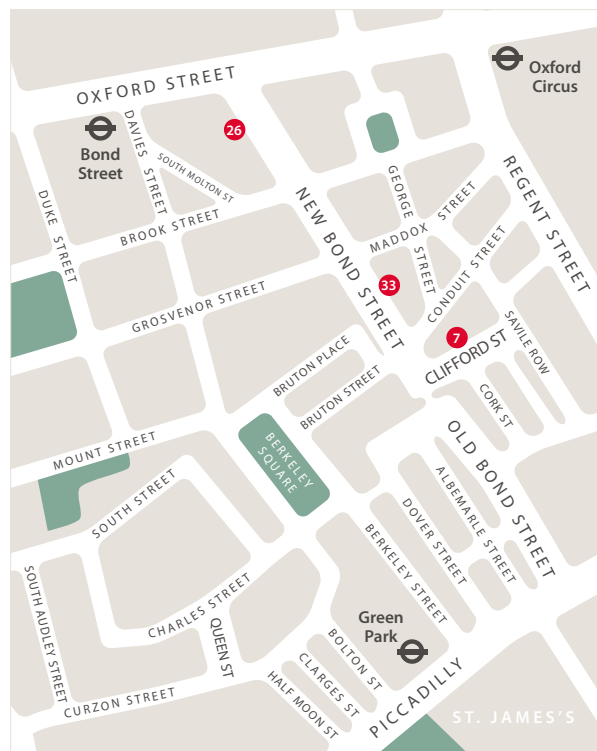 OXFORD STREET
Oxford
Circus
26
Bond
Street
DAVIES STREET
SOUTH MOLTON ST
DUKE STREET
BROOK STREET
GEORGE STREET
REGENT STREET
NEW BOND STREET
MADDOX STREET
CONDUIT STREET
33
GROSVENOR STREET
7
SAVILE ROW
CLIFFORD ST
BRUTON PLACE
BRUTON STREET
CORK ST
MOUNT STREET
BERKELEY
SQUARE
OLD BOND STREET
ALBEMARLE STREET
SOUTH STREET
DOVER STREET
BERKELEY STREET
SOUTH AUDLEY STREET
CHARLES STREET
QUEEN ST
Green
Park
BOLTON ST
CLARGES ST
HALF MOON ST
CURZON STREET
PICCADILLY
ST. JAMES'S